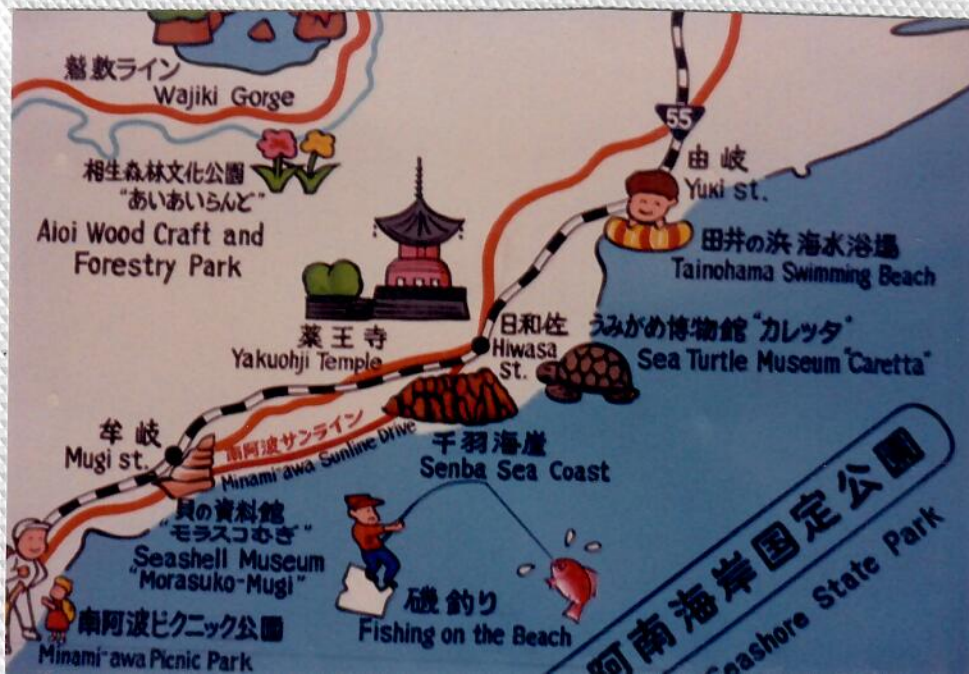 鷲敷ライン
Wajiki Gorge
55
由岐
Yuki st.
相生森林文化公園
"あいあいらんど"
Aioi Wood Craft and
Forestry Park
田井の浜海水浴場
Tainohama Swimming Beach
薬王寺
Yakuohji Temple
日和佐
Hiwasa
st.
うみがめ博物館"カレッタ"
Sea Turtle Museum "Caretta"
牟岐
Mugi st.
南阿波サンライン
Minami-awa Sunline Drive
千羽海崖
Senba Sea Coast
貝の資料館
"モラスコむぎ"
Seashell Museum
"Morasuko-Mugi"
磯釣り
Fishing on the Beach
南阿波ピクニック公園
Minami-awa Picnic Park
阿南海岸国定公園
Seashore State Park